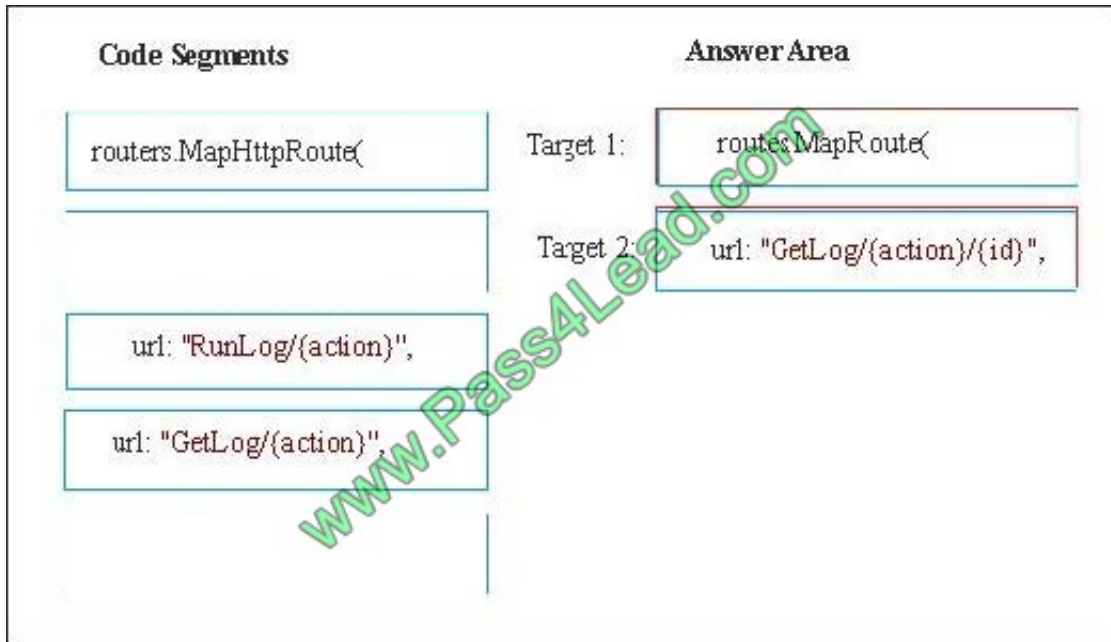 Code Segments
Answer Area
routers.MapHttpRoute(
Target 1:
routes.MapRoute(
Target 2:
url: "GetLog/{action}/{id}",
url: "RunLog/{action}",
url: "GetLog/{action}",
www.Pass4Lead.com